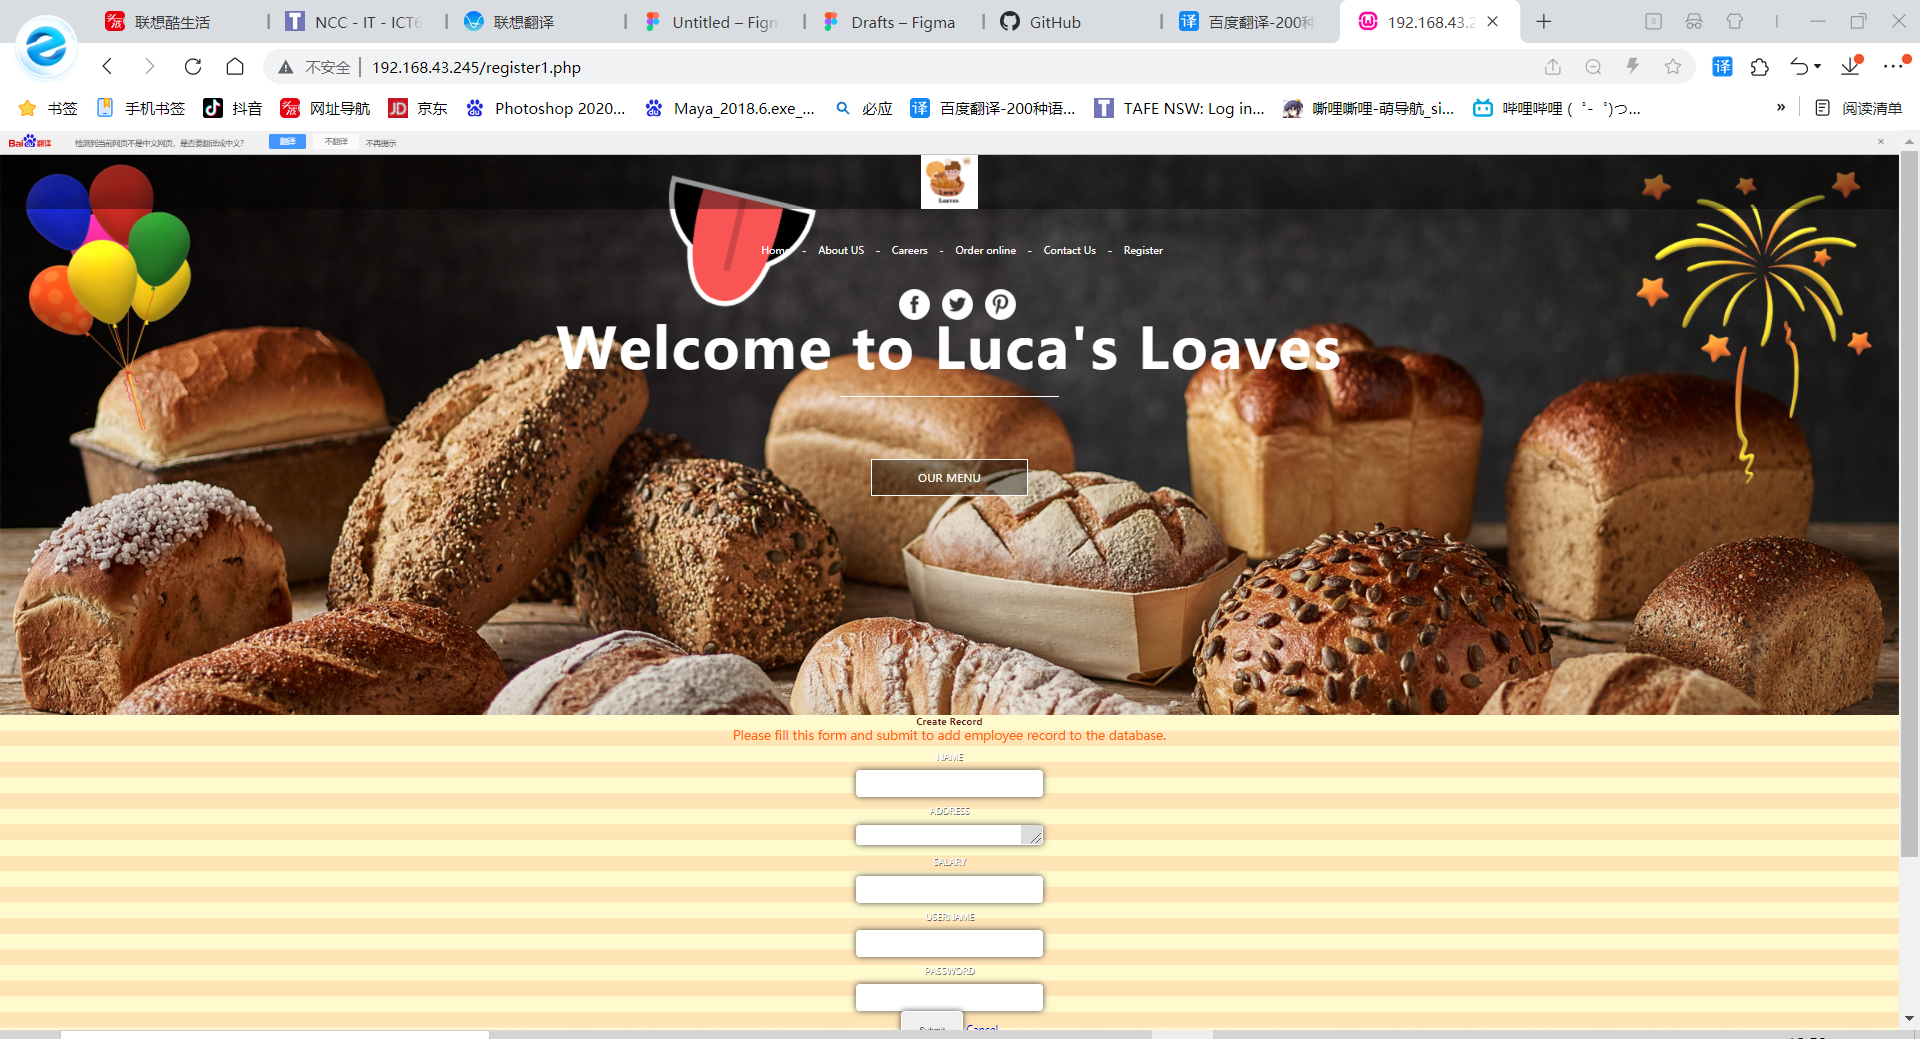 联想酷生活
NCC - IT - ICT6
联想翻译
Untitled – Figm
Drafts – Figma
GitHub
百度翻译-200种
192.168.43.2
不安全
192.168.43.245/register1.php
书签
手机书签
抖音
网址导航
京东
Photoshop 2020...
Maya_2018.6.exe_...
必应
百度翻译-200种语...
TAFE NSW: Log in...
嘶哩嘶哩-萌导航_si...
哔哩哔哩 ( ゜- ゜)つ...
阅读清单
Bai 翻译
检测到当前网页不是中文网页，是否要翻译成中文？
翻译
不翻译
不再提示
Luca's
Loaves
Home - About US - Careers - Order online - Contact Us - Register
Welcome to Luca's Loaves
OUR MENU
Create Record
Please fill this form and submit to add employee record to the database.
NAME
ADDRESS
SALARY
USERNAME
PASSWORD
Submit Cancel